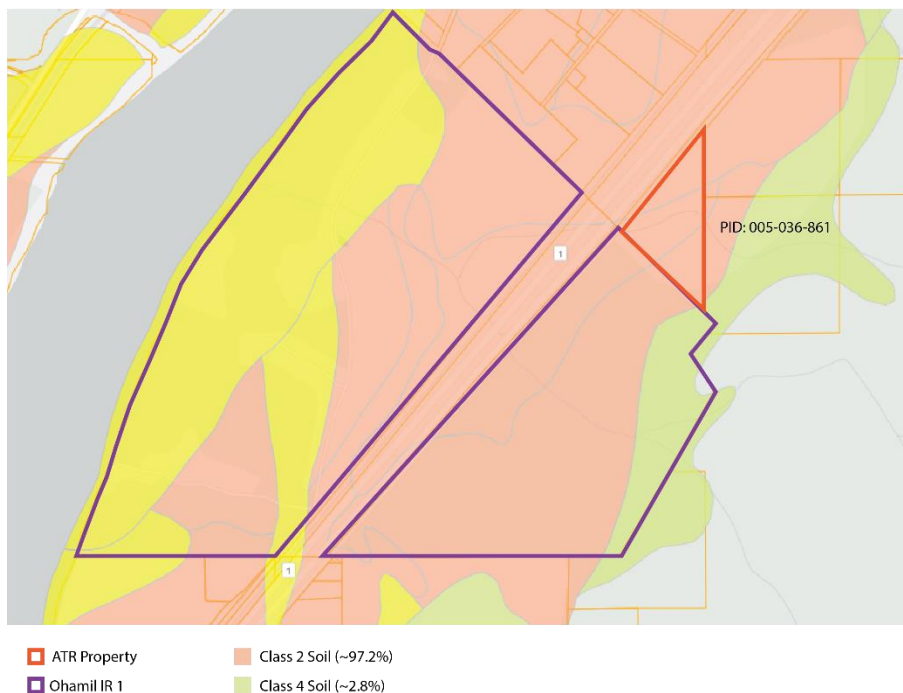 PID: 005-036-861
1
1
ATR Property
Class 2 Soil (~97.2%)
Ohamil IR 1
Class 4 Soil (~2.8%)